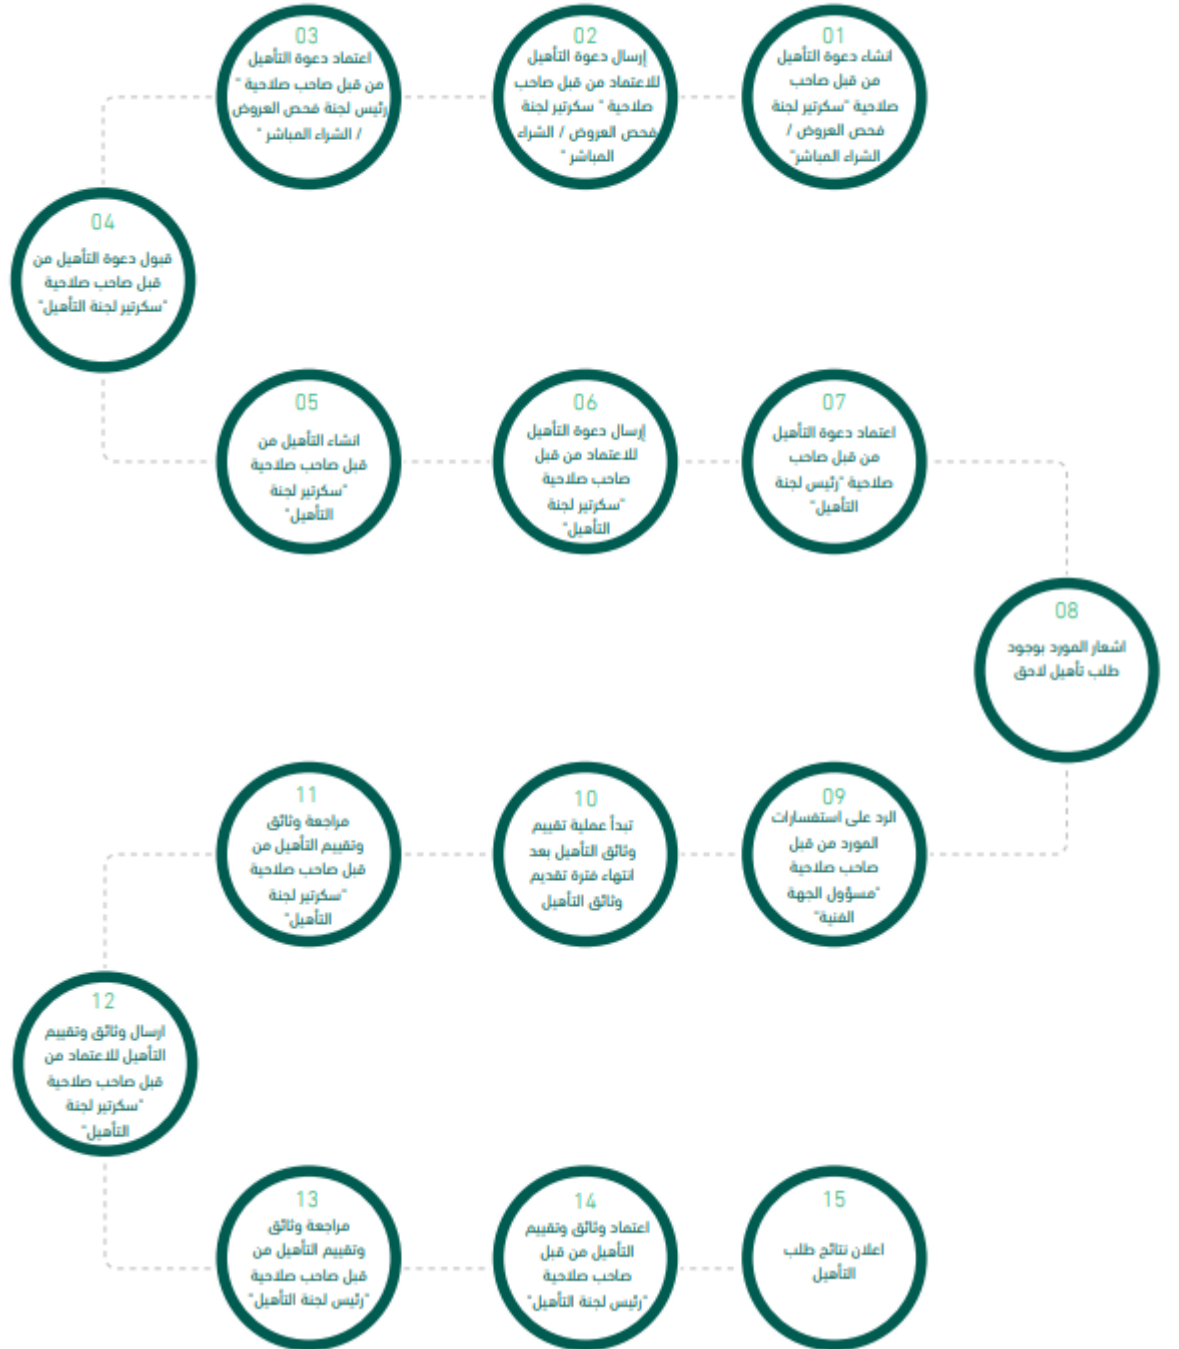 01
انشاء دعوة التأهيل
من قبل صاحب
صلاحية "سكرتير لجنة
فحص العروض /
الشراء المباشر"
02
إرسال دعوة التأهيل
للاعتماد من قبل صاحب
صلاحية " سكرتير لجنة
فحص العروض / الشراء
المباشر "
03
اعتماد دعوة التأهيل
من قبل صاحب صلاحية "
رئيس لجنة فحص العروض
/ الشراء المباشر "
04
قبول دعوة التأهيل من
قبل صاحب صلاحية
"سكرتير لجنة التأهيل"
05
انشاء التأهيل من
قبل صاحب صلاحية
"سكرتير لجنة
التأهيل"
06
إرسال دعوة التأهيل
للاعتماد من قبل
صاحب صلاحية
"سكرتير لجنة
التأهيل"
07
اعتماد دعوة التأهيل
من قبل صاحب
صلاحية "رئيس لجنة
التأهيل"
08
اشعار المورد بوجود
طلب تأهيل لاحق
09
الرد على استفسارات
المورد من قبل
صاحب صلاحية
"مسؤول الجهة
الفنية"
10
تبدأ عملية تقييم
وثائق التأهيل بعد
انتهاء فترة تقديم
وثائق التأهيل
11
مراجعة وثائق
وتقييم التأهيل من
قبل صاحب صلاحية
"سكرتير لجنة
التأهيل"
12
ارسال وثائق وتقييم
التأهيل للاعتماد من
قبل صاحب صلاحية
"سكرتير لجنة
التأهيل"
13
مراجعة وثائق
وتقييم التأهيل من
قبل صاحب صلاحية
"رئيس لجنة التأهيل"
14
اعتماد وثائق وتقييم
التأهيل من قبل
صاحب صلاحية
"رئيس لجنة التأهيل"
15
اعلان نتائج طلب
التأهيل